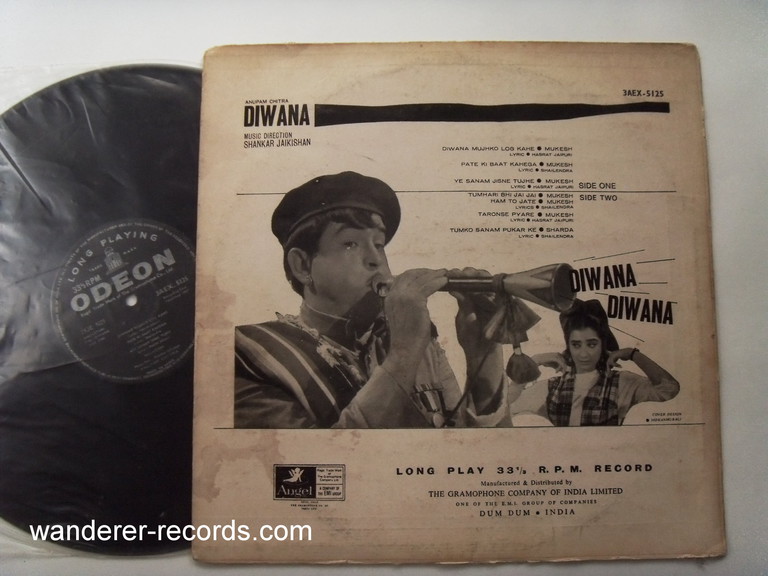 3AEX-5125
ANUPAM CHITRA
DIWANA
MUSIC DIRECTION
SHANKAR JAIKISHAN
DIWANA MUJHKO LOG KAHE ● MUKESH
LYRIC ● HASRAT JAIPURI
PATE KI BAAT KAHEGA ● MUKESH
LYRIC ● SHAILENDRA
YE SANAM JISNE TUJHE ● MUKESH
LYRIC ● HASRAT JAIPURI
SIDE ONE
TUMHARI BHI JAI JAI ● MUKESH
SIDE TWO
HAM TO JATE ● MUKESH
LYRICS ● SHAILENDRA
TARONSE PYARE ● MUKESH
LYRIC ● HASRAT JAIPURI
TUMKO SANAM PUKAR KE ● SHARDA
LYRIC ● SHAILENDRA
DIWANA
DIWANA
LONG PLAYING
33⅓ R.P.M.
ODEON
COVER DESIGN
Angel
LONG PLAY 33⅓ R.P.M. RECORD
Manufactured & Distributed by
THE GRAMOPHONE COMPANY OF INDIA LIMITED
ONE OF THE E.M.I. GROUP OF COMPANIES
DUM DUM ● INDIA
wanderer-records.com